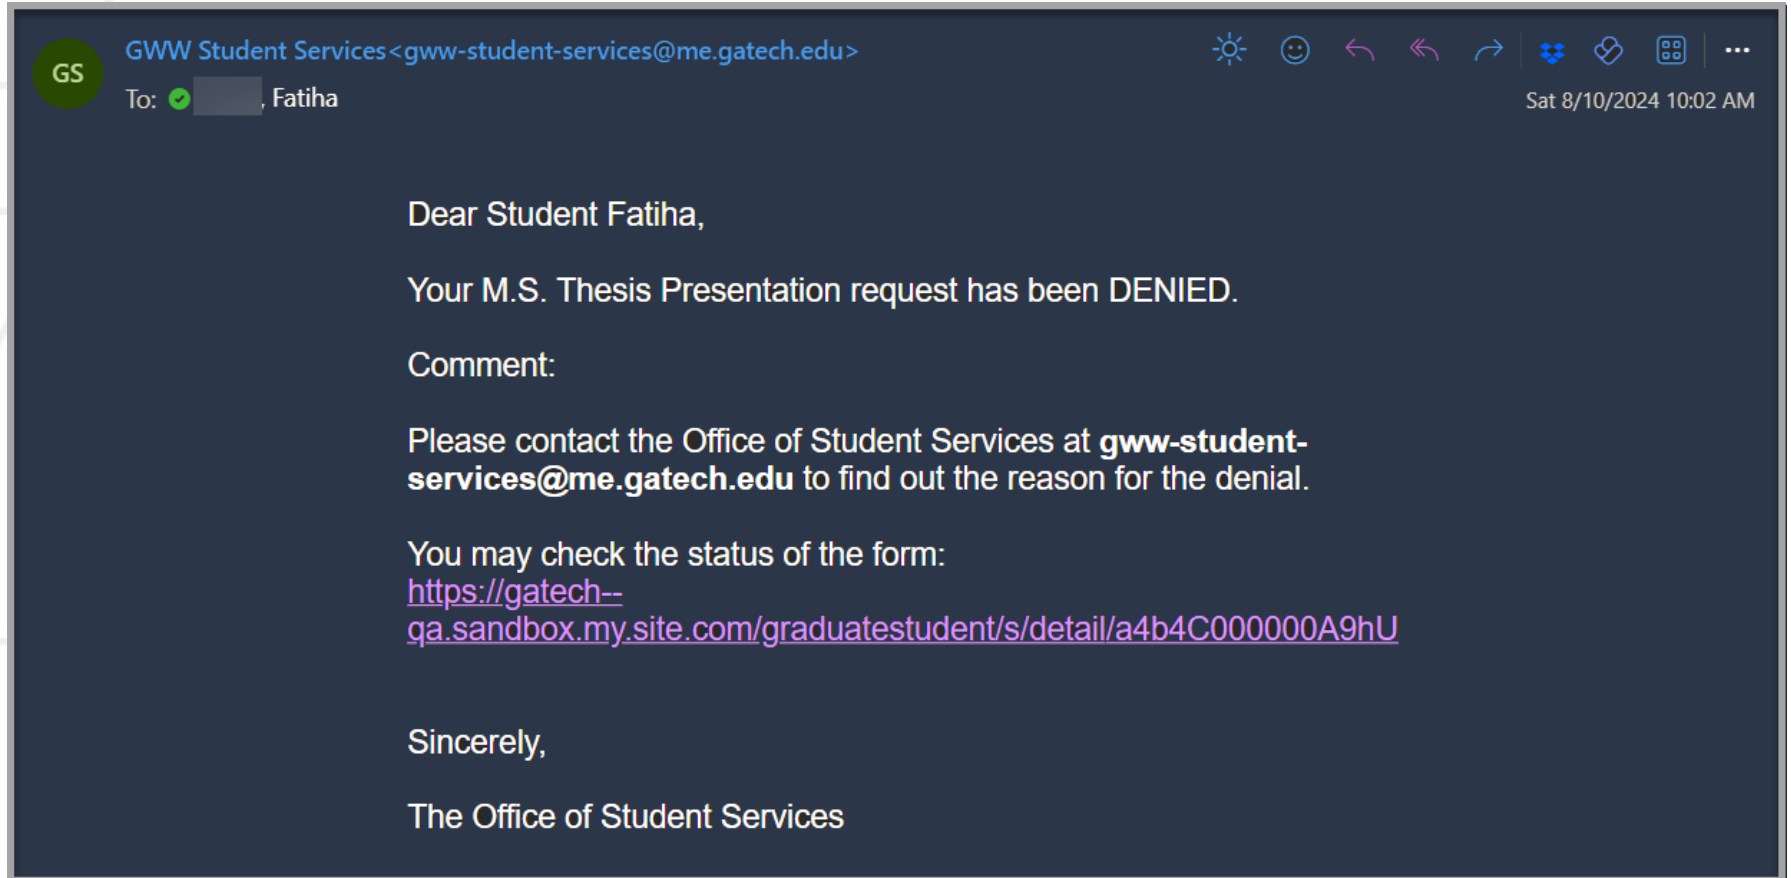 GS
GWW Student Services<gww-student-services@me.gatech.edu>
To: , Fatiha
Sat 8/10/2024 10:02 AM
Dear Student Fatiha,
Your M.S. Thesis Presentation request has been DENIED.
Comment:
Please contact the Office of Student Services at gww-student-
services@me.gatech.edu to find out the reason for the denial.
You may check the status of the form:
https://gatech--
qa.sandbox.my.site.com/graduatestudent/s/detail/a4b4C000000A9hU
Sincerely,
The Office of Student Services